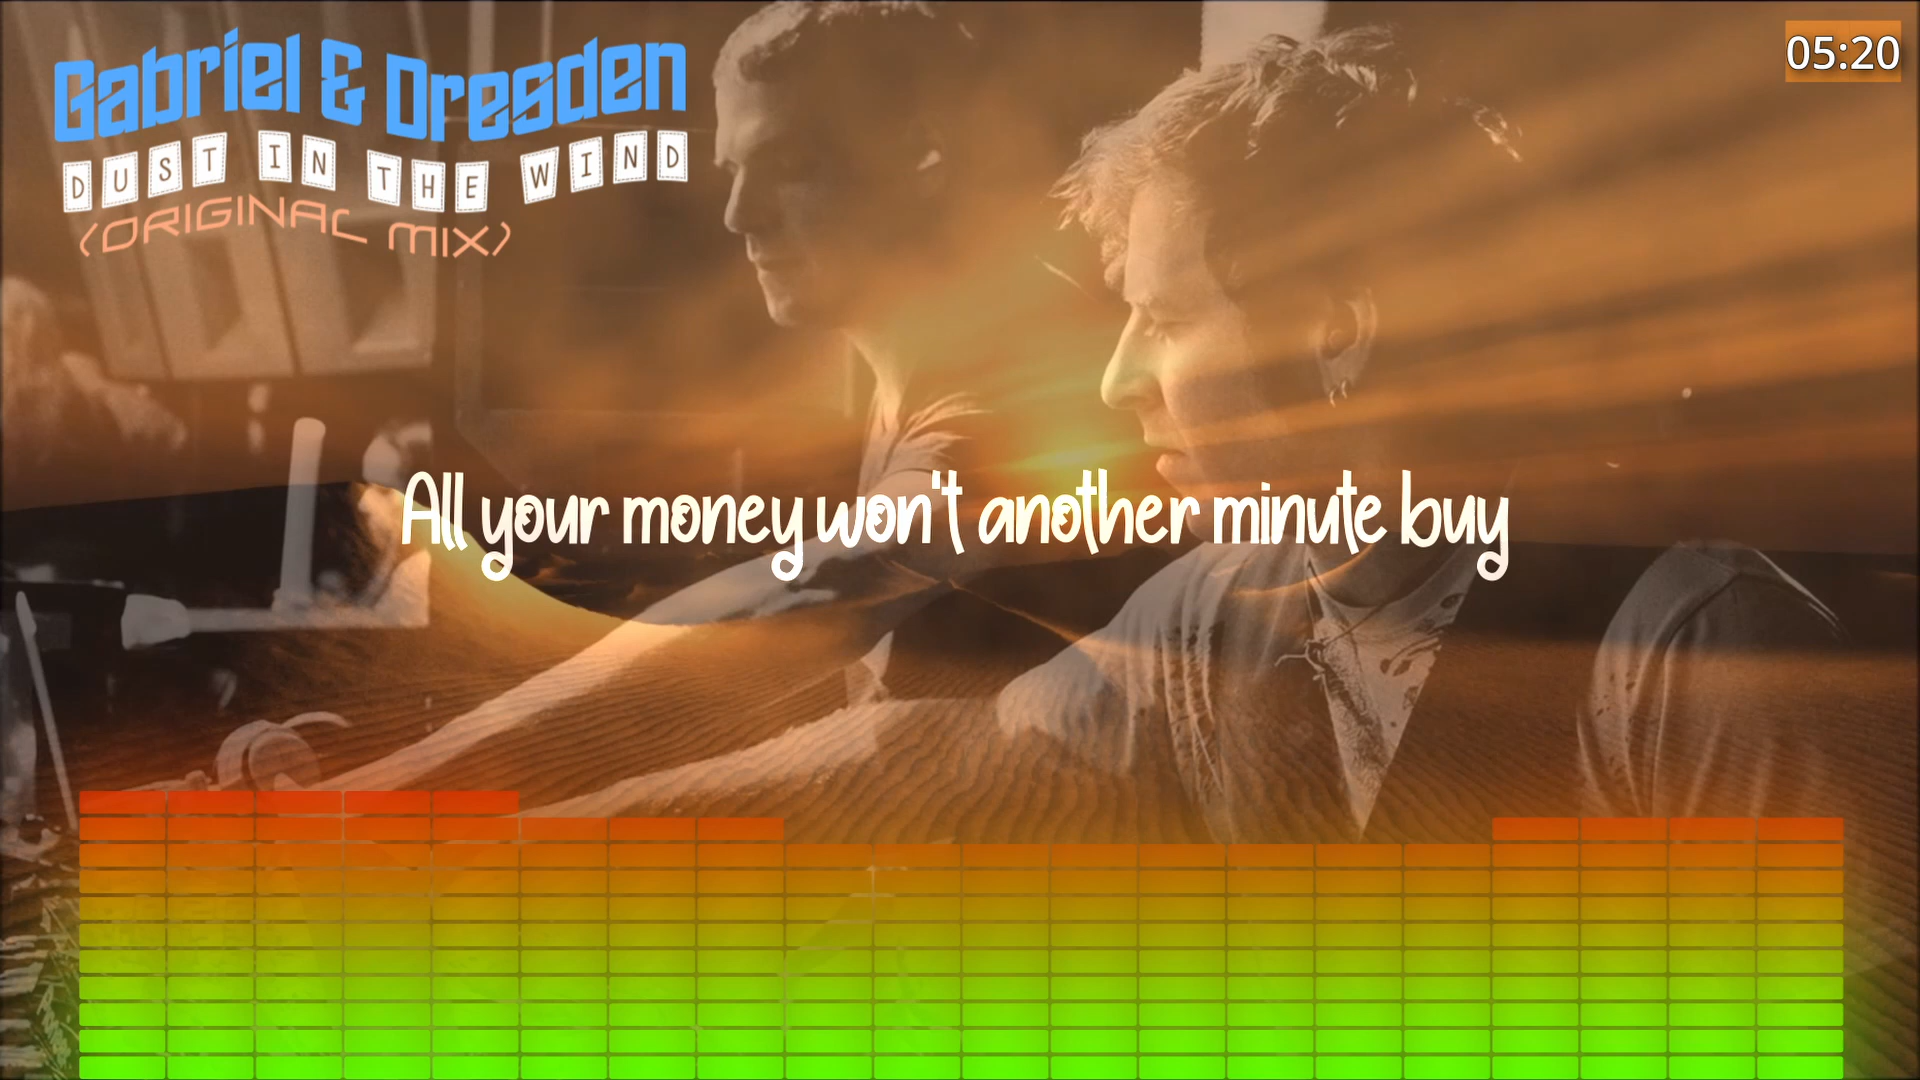 Gabriel & Dresden
DUST IN THE WIND
(ORIGINAL MIX)
05:20
All your money won't another minute buy